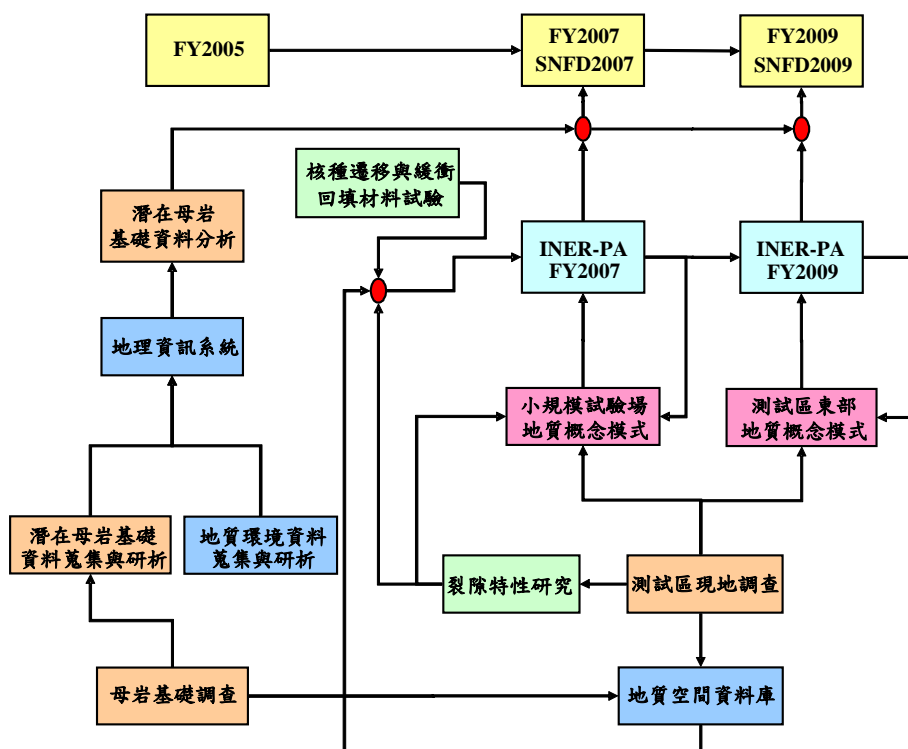 FY2005
FY2007
SNFD2007
FY2009
SNFD2009
核種遷移與緩衝
回填材料試驗
潛在母岩
基礎資料分析
INER-PA
FY2007
INER-PA
FY2009
地理資訊系統
小規模試驗場
地質概念模式
測試區東部
地質概念模式
潛在母岩基礎
資料蒐集與研析
地質環境資料
蒐集與研析
裂隙特性研究
測試區現地調查
母岩基礎調查
地質空間資料庫